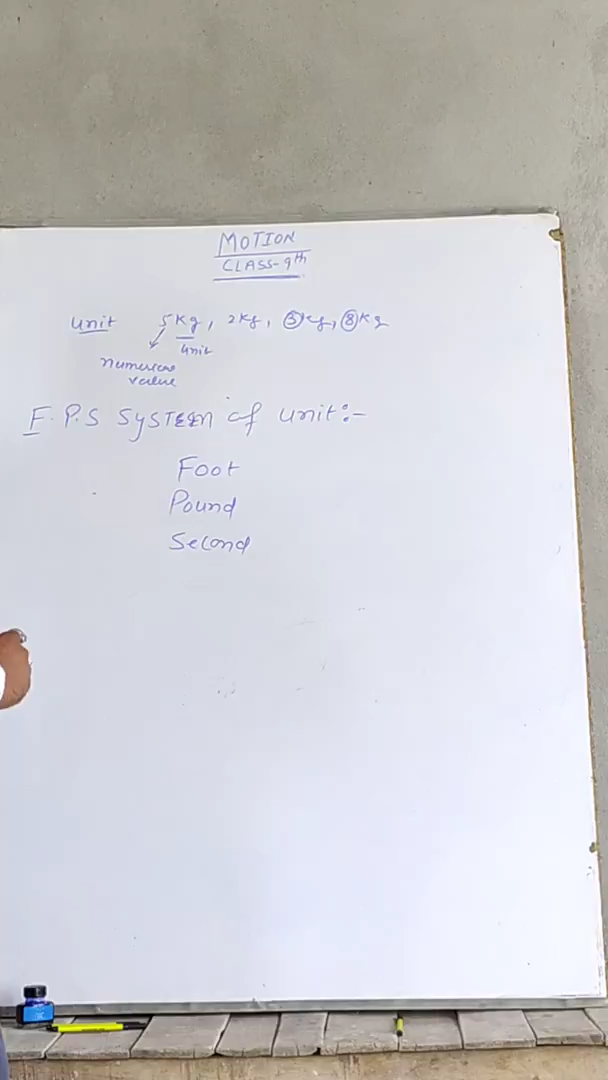 MOTION
CLASS-9th
unit 5Kg, 2Kg, 5Kg, 8Kg
unit
numerical
value
F.P.S SYSTEM of unit:-
Foot
Pound
Second